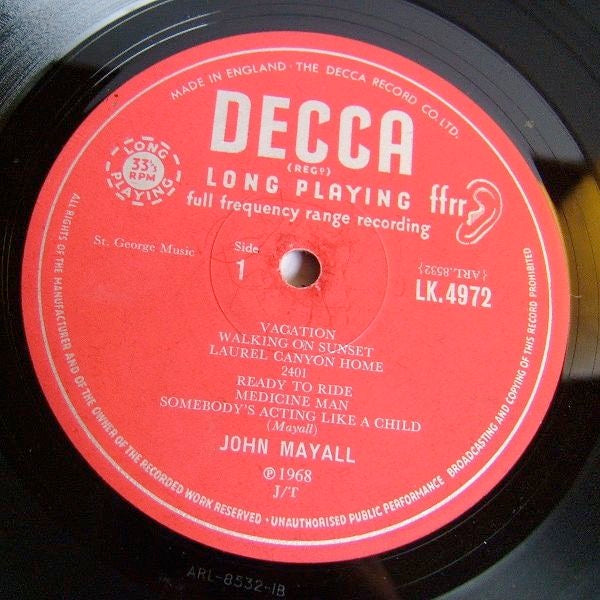 MADE IN ENGLAND · THE DECCA RECORD CO. LTD.
DECCA
(REGD)
LONG PLAYING
33⅓ RPM
LONG PLAYING
ffrr
full frequency range recording
St. George Music
Side
1
{ARL.8532}
LK.4972
VACATION
WALKING ON SUNSET
LAUREL CANYON HOME
2401
READY TO RIDE
MEDICINE MAN
SOMEBODY'S ACTING LIKE A CHILD
(Mayall)
JOHN MAYALL
℗1968
J/T
ALL RIGHTS OF THE MANUFACTURER AND OF THE OWNER OF THE RECORDED WORK RESERVED · UNAUTHORISED PUBLIC PERFORMANCE BROADCASTING AND COPYING OF THIS RECORD PROHIBITED
ARL-8532-1B